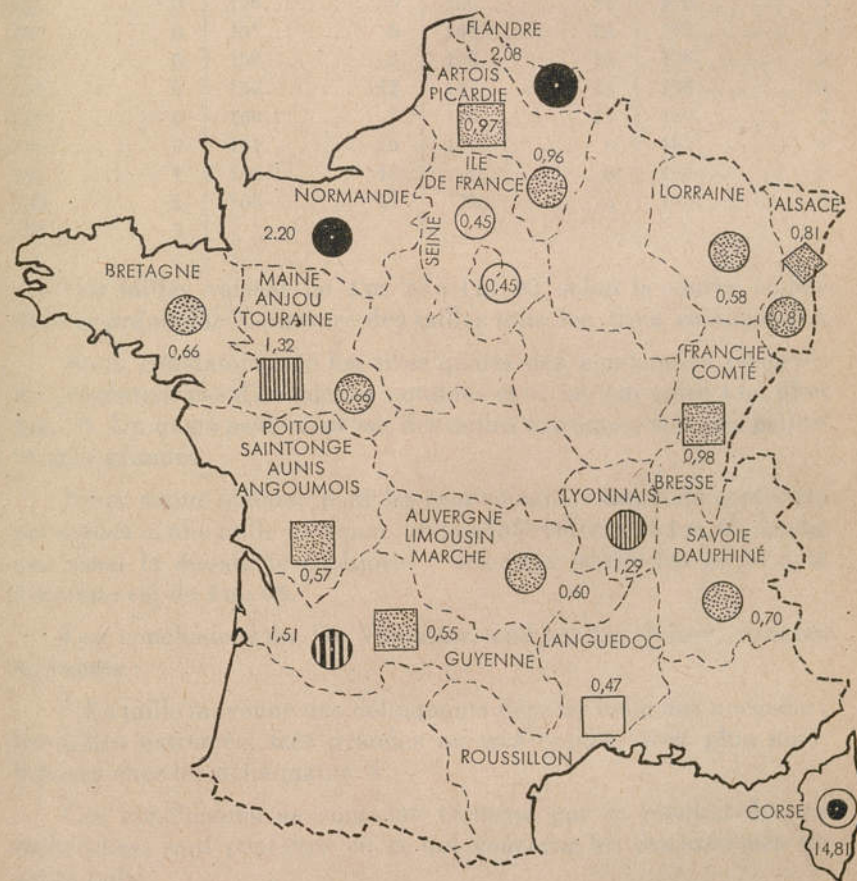 FLANDRE
2,08
ARTOIS
PICARDIE
0,97
ILE
DE FRANCE
0,96
0,45
0,45
SEINE
NORMANDIE
2.20
LORRAINE
0,58
ALSACE
0,81
0,81
BRETAGNE
0,66
MAINE
ANJOU
TOURAINE
1,32
0,66
FRANCHE
COMTÉ
0,98
BRESSE
POITOU
SAINTONGE
AUNIS
ANGOUMOIS
0,57
AUVERGNE
LIMOUSIN
MARCHE
0,60
LYONNAIS
1,29
SAVOIE
DAUPHINÉ
0,70
1,51
0,55
GUYENNE
LANGUEDOC
0,47
ROUSSILLON
CORSE
14,81